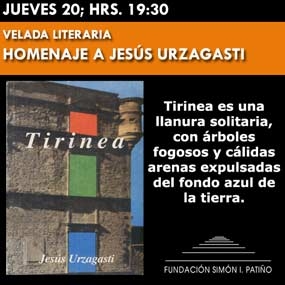 JUEVES 20; HRS. 19:30
VELADA LITERARIA
HOMENAJE A JESÚS URZAGASTI
Tirinea
Jesús Urzagasti
Tirinea es una
llanura solitaria,
con árboles
fogosos y cálidas
arenas expulsadas
del fondo azul de
la tierra.
FUNDACIÓN SIMÓN I. PATIÑO